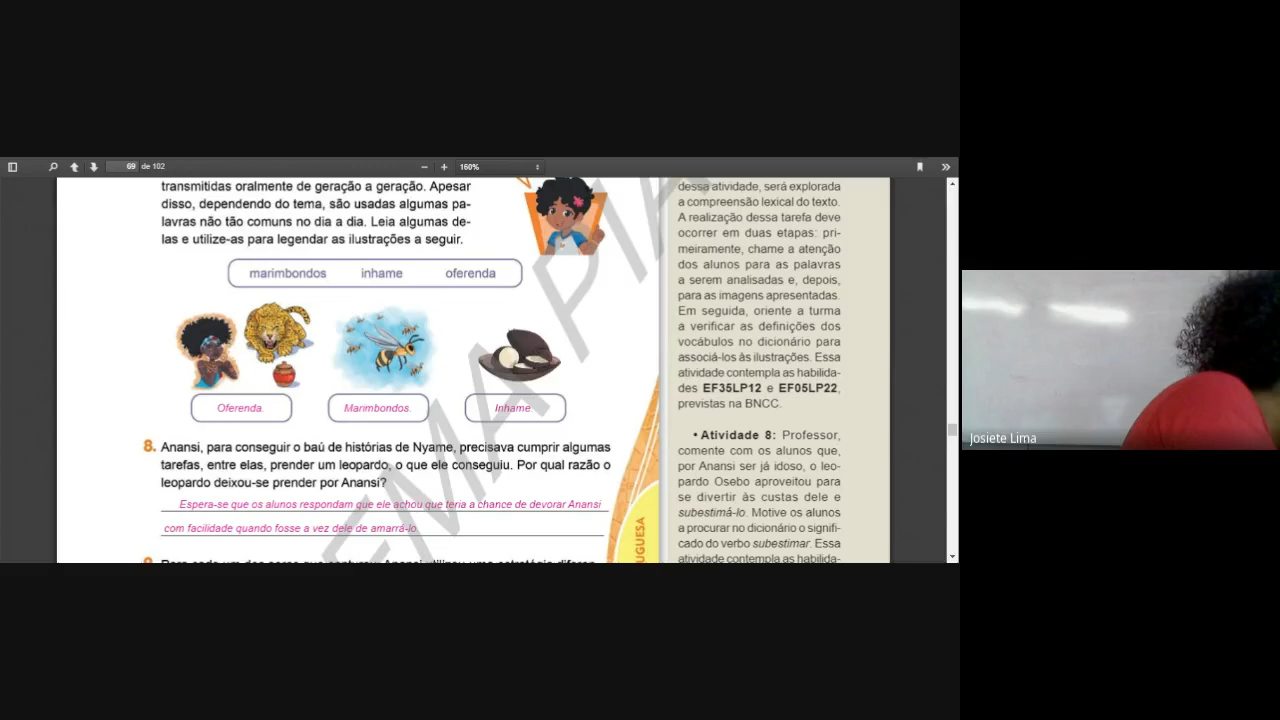 69 de 102
160%
transmitidas oralmente de geração a geração. Apesar
disso, dependendo do tema, são usadas algumas pa-
lavras não tão comuns no dia a dia. Leia algumas de-
las e utilize-as para legendar as ilustrações a seguir.
marimbondos inhame oferenda
Oferenda. Marimbondos. Inhame.
8. Anansi, para conseguir o baú de histórias de Nyame, precisava cumprir algumas
tarefas, entre elas, prender um leopardo, o que ele conseguiu. Por qual razão o
leopardo deixou-se prender por Anansi?
Espera-se que os alunos respondam que ele achou que teria a chance de devorar Anansi
com facilidade quando fosse a vez dele de amarrá-lo.
EMA PIA
UGUESA
dessa atividade, será explorada
a compreensão lexical do texto.
A realização dessa tarefa deve
ocorrer em duas etapas: pri-
meiramente, chame a atenção
dos alunos para as palavras
a serem analisadas e, depois,
para as imagens apresentadas.
Em seguida, oriente a turma
a verificar as definições dos
vocábulos no dicionário para
associá-los às ilustrações. Essa
atividade contempla as habilida-
des EF35LP12 e EF05LP22,
previstas na BNCC.
• Atividade 8: Professor,
comente com os alunos que,
por Anansi ser já idoso, o leo-
pardo Osebo aproveitou para
se divertir às custas dele e
subestimá-lo. Motive os alunos
a procurar no dicionário o signifi-
cado do verbo subestimar. Essa
atividade contempla as habilida-
Josiete Lima